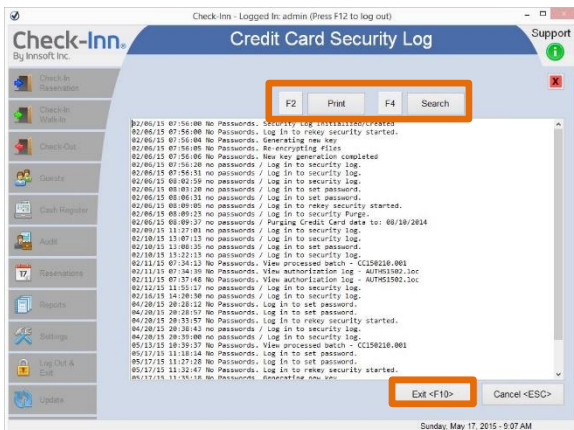 Check-Inn - Logged In: admin (Press F12 to log out)
Check-Inn®
By Innsoft Inc.
Credit Card Security Log
Support
Check-In
Reservation
Check-In
Walk-In
Check-Out
Guests
Cash Register
Audit
Reservations
Reports
Settings
Log Out &
Exit
Update
F2 Print F4 Search
02/06/15 07:56:00 No Passwords. Security Log Initialized/Created
02/06/15 07:56:00 No Passwords. Log in to rekey security started.
02/06/15 07:56:04 No Passwords. Generating new key
02/06/15 07:56:05 No Passwords. Re-encrypting files
02/06/15 07:56:06 No Passwords. New key generation completed
02/06/15 07:56:20 no passwords / Log in to security log.
02/06/15 07:56:31 no passwords / Log in to security log.
02/06/15 08:02:59 no passwords / Log in to security log.
02/06/15 08:03:20 no passwords / Log in to set password.
02/06/15 08:06:31 no passwords / Log in to set password.
02/06/15 08:09:05 no passwords / Log in to rekey security started.
02/06/15 08:09:23 no passwords / Log in to security Purge.
02/06/15 08:09:37 no passwords / Purging Credit Card data to: 08/10/2014
02/09/15 11:27:01 no passwords / Log in to security log.
02/10/15 13:07:13 no passwords / Log in to security log.
02/10/15 13:08:35 no passwords / Log in to set password.
02/10/15 13:22:13 no passwords / Log in to security log.
02/11/15 07:34:13 No Passwords. View processed batch - CC150210.001
02/11/15 07:34:39 No Passwords. View authorization log - AUTHS1502.loc
02/11/15 07:37:48 No Passwords. View authorization log - AUTHS1502.loc
02/12/15 11:55:17 no passwords / Log in to security log.
02/16/15 14:20:30 no passwords / Log in to security log.
04/20/15 20:28:12 No Passwords. Log in to set password.
04/20/15 20:28:57 No Passwords. Log in to set password.
04/20/15 20:33:57 No Passwords. Log in to rekey security started.
04/20/15 20:38:43 no passwords / Log in to security log.
04/20/15 20:39:00 no passwords / Log in to security log.
05/13/15 10:39:37 No Passwords. View processed batch - CC150210.001
05/17/15 11:18:14 No Passwords. Log in to set password.
05/17/15 11:27:28 No Passwords. Log in to set password.
05/17/15 11:32:47 No Passwords. Log in to rekey security started.
05/17/15 11:35:18 No Passwords. Generating new key
Exit <F10> Cancel <ESC>
Sunday, May 17, 2015 - 9:07 AM